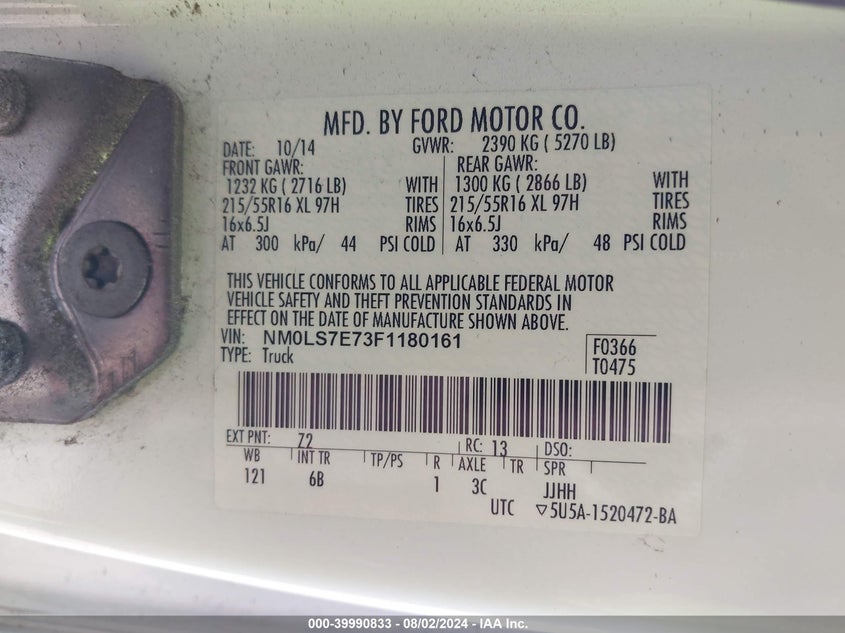 MFD. BY FORD MOTOR CO.
DATE: 10/14 GVWR: 2390 KG ( 5270 LB)
FRONT GAWR: REAR GAWR:
1232 KG ( 2716 LB) WITH 1300 KG ( 2866 LB) WITH
215/55R16 XL 97H TIRES 215/55R16 XL 97H TIRES
16x6.5J RIMS 16x6.5J RIMS
AT 300 kPa/ 44 PSI COLD AT 330 kPa/ 48 PSI COLD
THIS VEHICLE CONFORMS TO ALL APPLICABLE FEDERAL MOTOR
VEHICLE SAFETY AND THEFT PREVENTION STANDARDS IN
EFFECT ON THE DATE OF MANUFACTURE SHOWN ABOVE.
VIN: NM0LS7E73F1180161 F0366
TYPE: Truck T0475
EXT PNT: Z2 RC: 13 DSO:
WB INT TR TP/PS R AXLE TR SPR
121 6B 1 3C JJHH
UTC ▽5U5A-1520472-BA
000-39990833 - 08/02/2024 - IAA Inc.